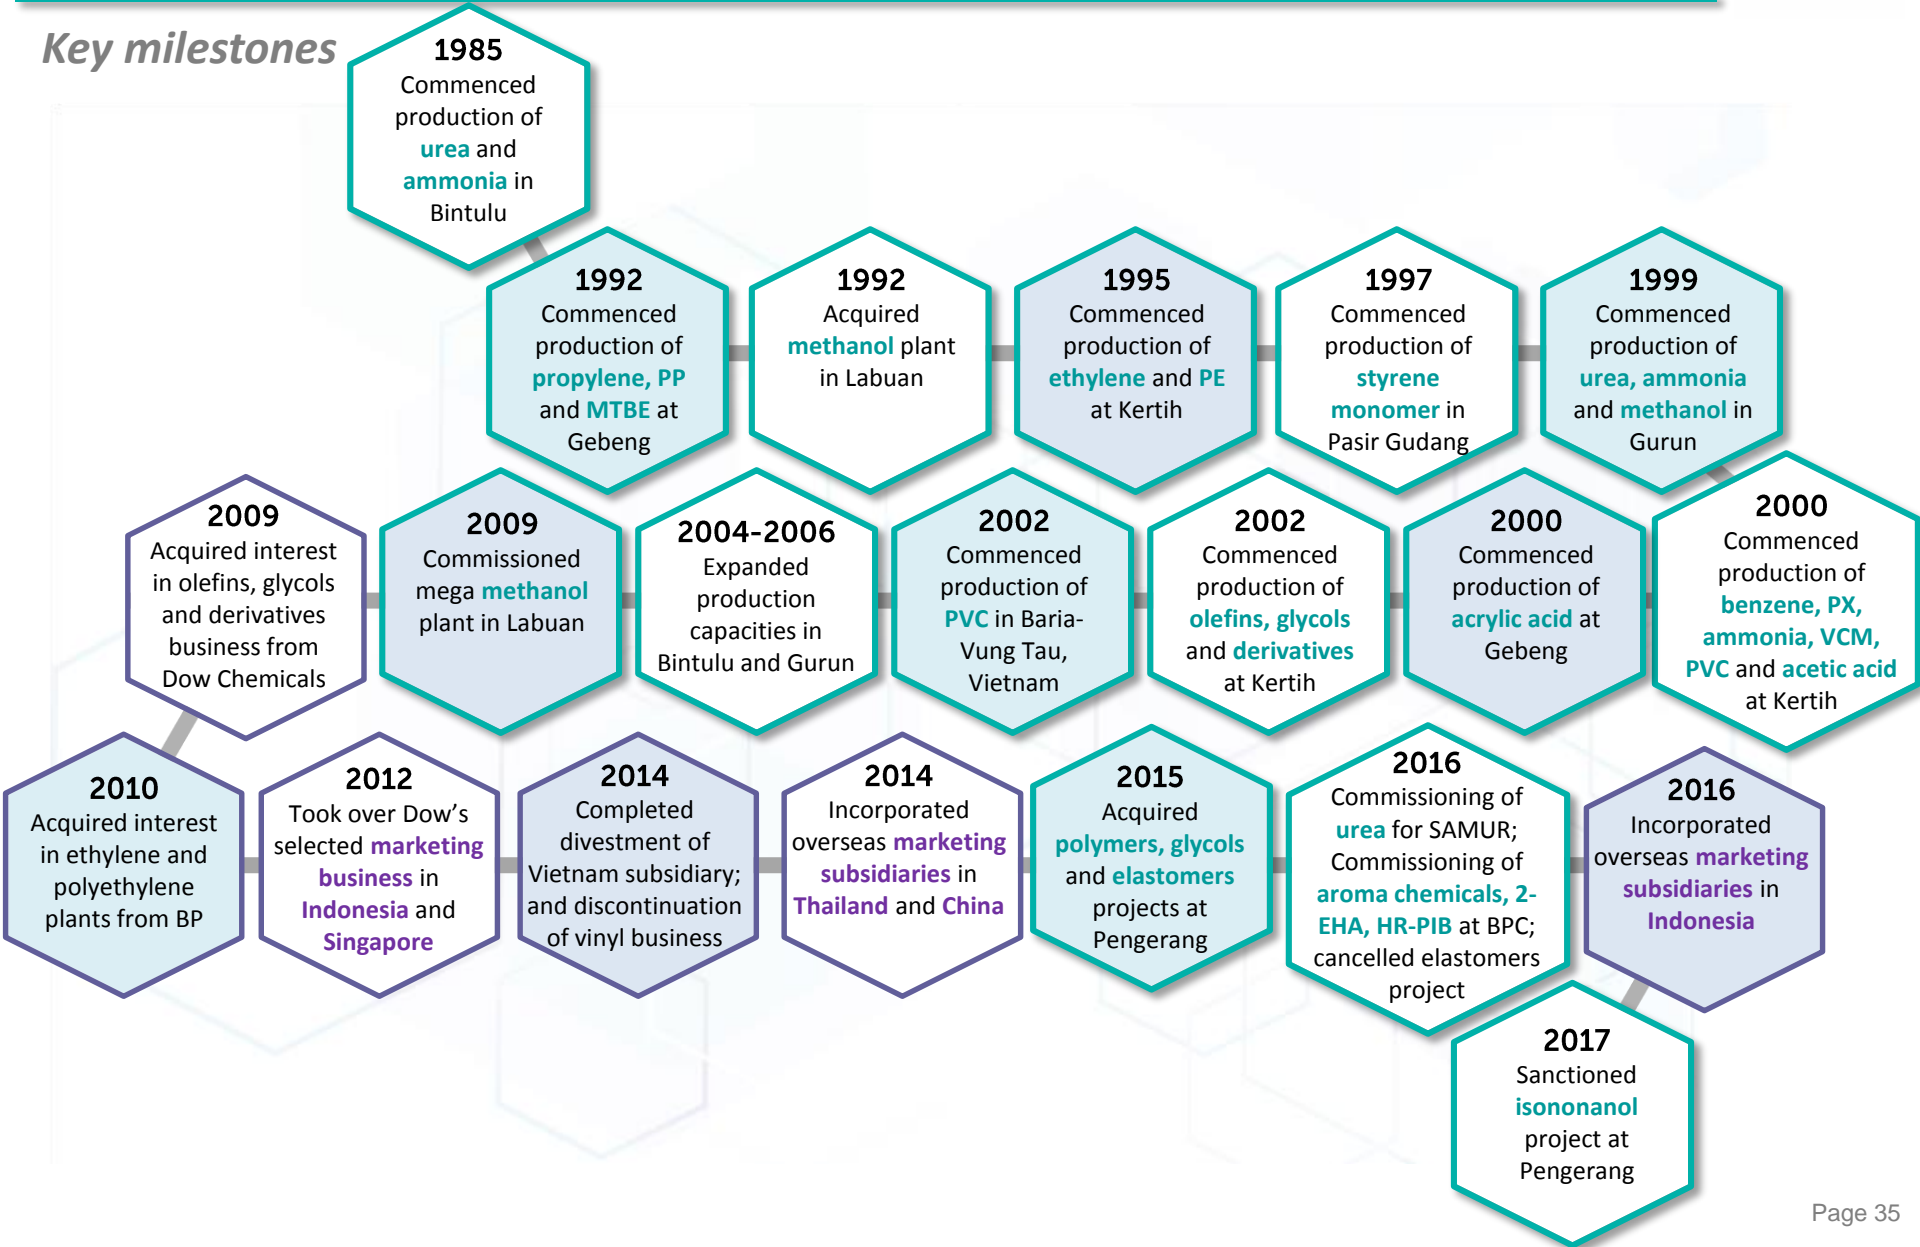 Key milestones
1985
Commenced
production of
urea and
ammonia in
Bintulu
1992
Commenced
production of
propylene, PP
and MTBE at
Gebeng
1992
Acquired
methanol plant
in Labuan
1995
Commenced
production of
ethylene and PE
at Kertih
1997
Commenced
production of
styrene
monomer in
Pasir Gudang
1999
Commenced
production of
urea, ammonia
and methanol in
Gurun
2000
Commenced
production of
benzene, PX,
ammonia, VCM,
PVC and acetic acid
at Kertih
2000
Commenced
production of
acrylic acid at
Gebeng
2002
Commenced
production of
olefins, glycols
and derivatives
at Kertih
2002
Commenced
production of
PVC in Baria-
Vung Tau,
Vietnam
2004-2006
Expanded
production
capacities in
Bintulu and Gurun
2009
Commissioned
mega methanol
plant in Labuan
2009
Acquired interest
in olefins, glycols
and derivatives
business from
Dow Chemicals
2010
Acquired interest
in ethylene and
polyethylene
plants from BP
2012
Took over Dow’s
selected marketing
business in
Indonesia and
Singapore
2014
Completed
divestment of
Vietnam subsidiary;
and discontinuation
of vinyl business
2014
Incorporated
overseas marketing
subsidiaries in
Thailand and China
2015
Acquired
polymers, glycols
and elastomers
projects at
Pengerang
2016
Commissioning of
urea for SAMUR;
Commissioning of
aroma chemicals, 2-
EHA, HR-PIB at BPC;
cancelled elastomers
project
2016
Incorporated
overseas marketing
subsidiaries in
Indonesia
2017
Sanctioned
isononanol
project at
Pengerang
Page 35